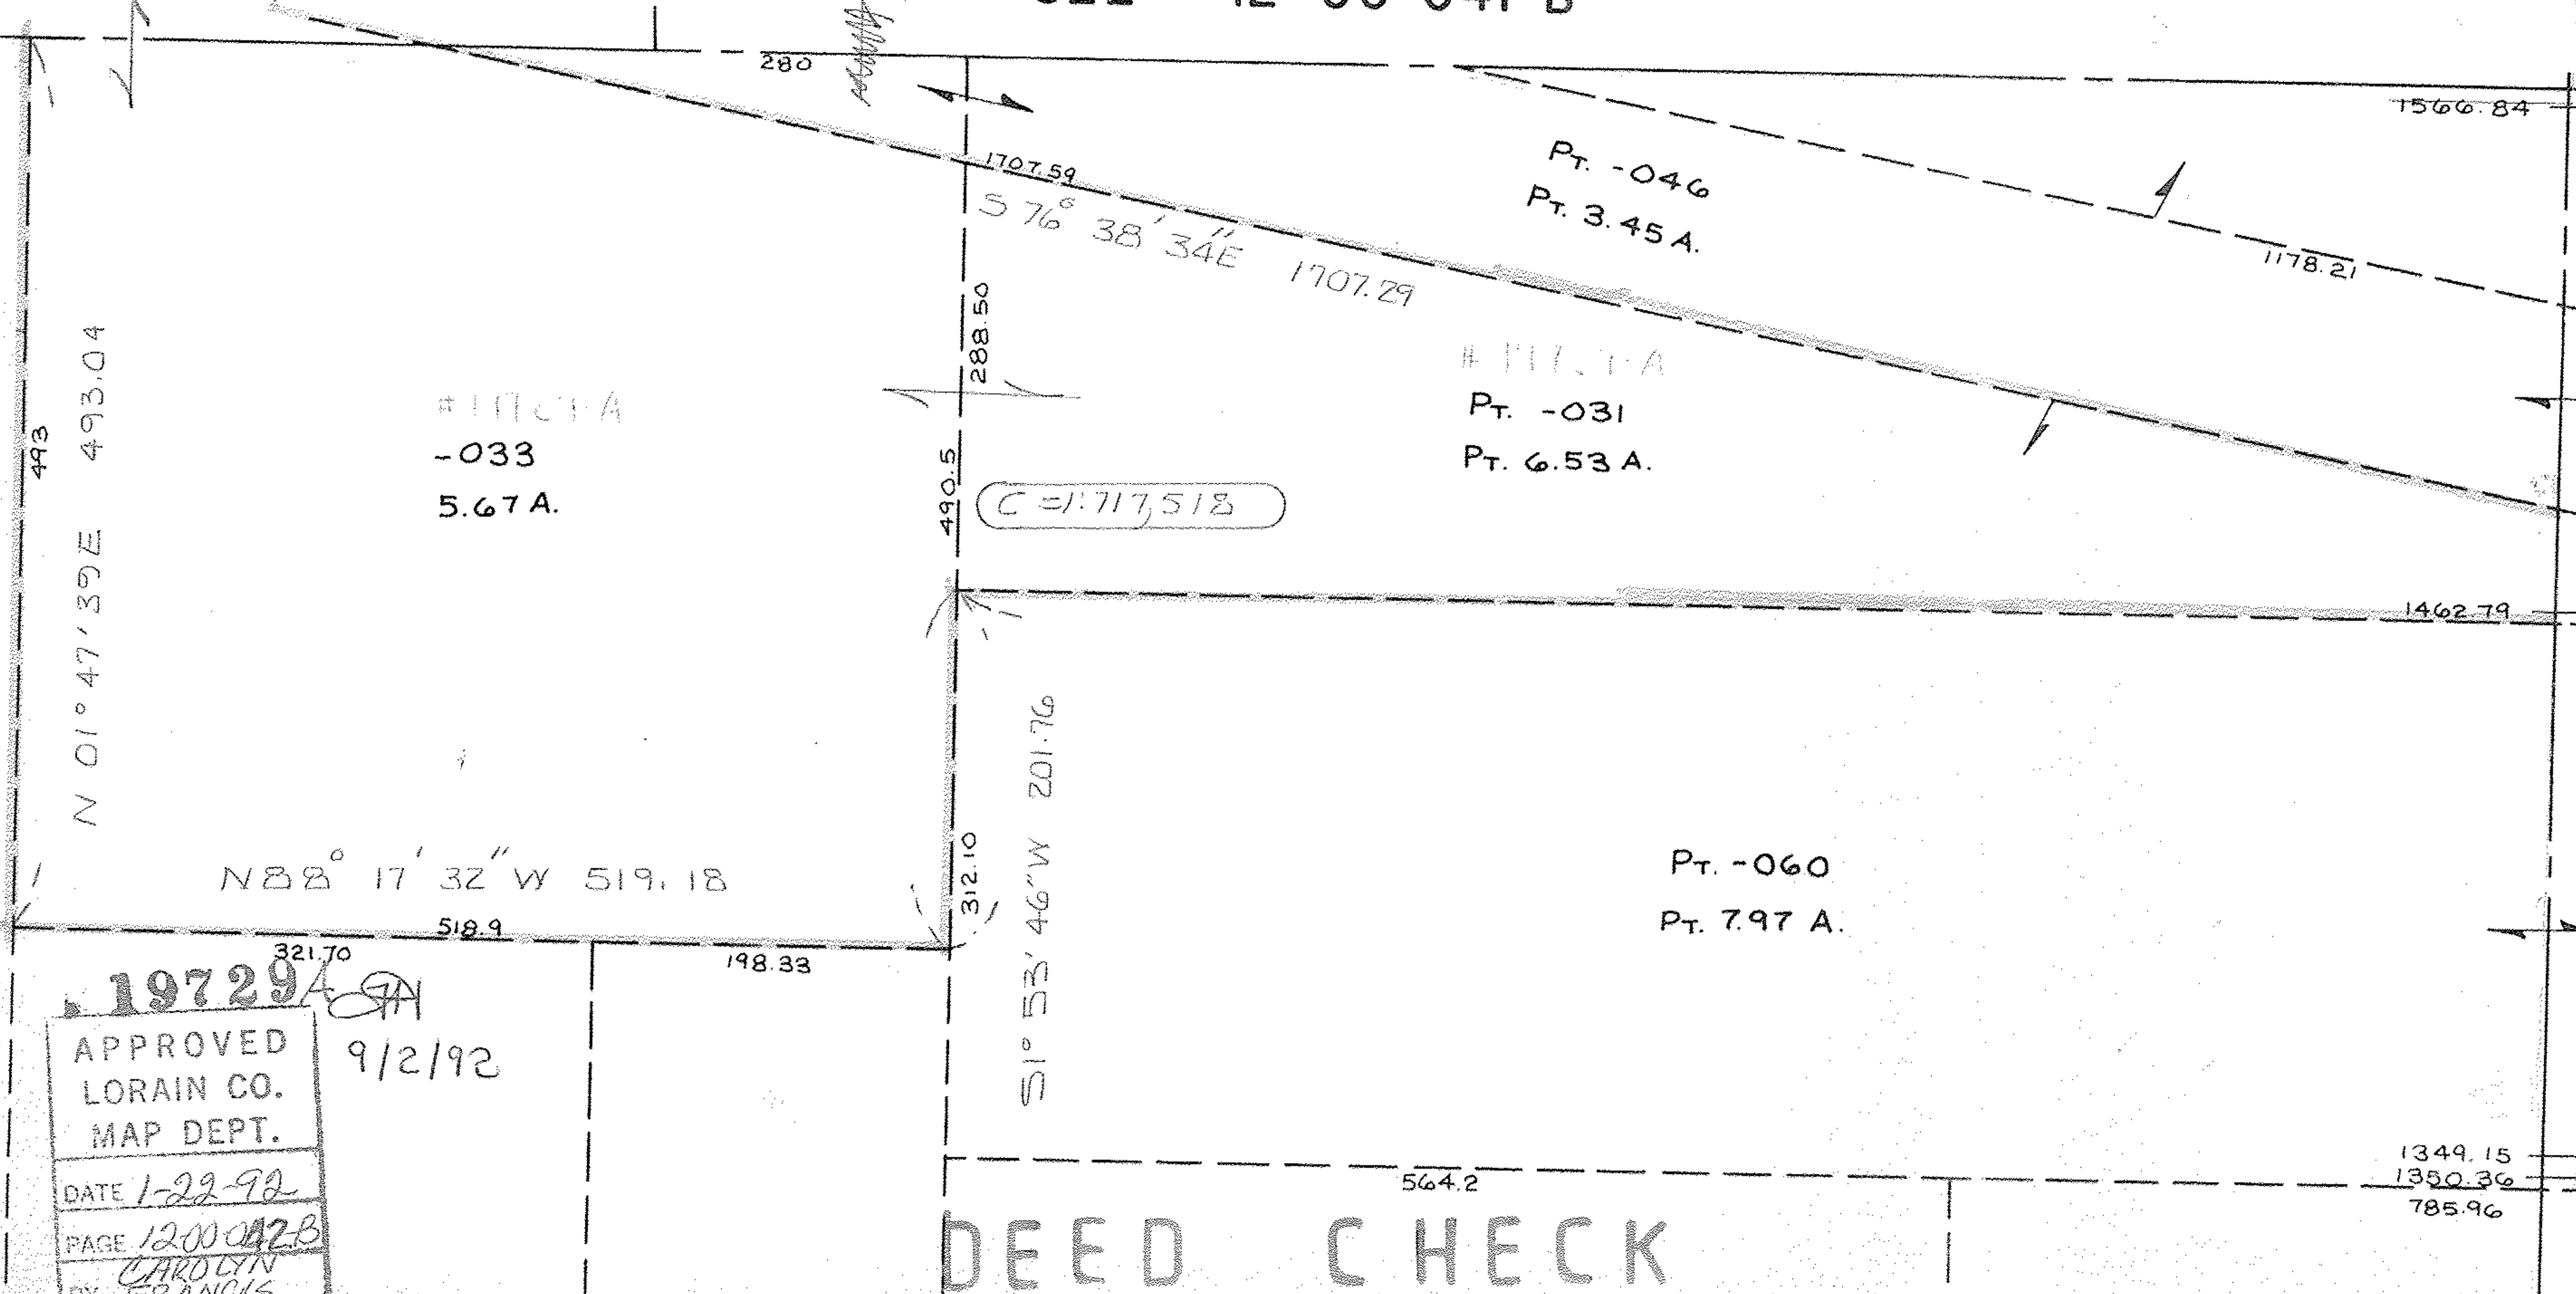 280
1566.84
1707.59
S 76° 38' 34"E 1707.29
PT. -046
PT. 3.45 A.
1178.21
493
N 01° 47' 39 E 493.04
-033
5.67 A.
288.50
490.5
C =1:717,518
PT. -031
PT. 6.53 A.
1462.79
S1° 53' 46"W 201.76
312.10
N88° 17' 32" W 519.18
518.9
321.70
198.33
PT. -060
PT. 7.97 A.
19729A
9/2/92
APPROVED
LORAIN CO.
MAP DEPT.
DATE 1-22-92
PAGE 12-00-042-B
CAROLYN
BY FRANCIS
564.2
1349.15
1350.36
785.96
DEED CHECK